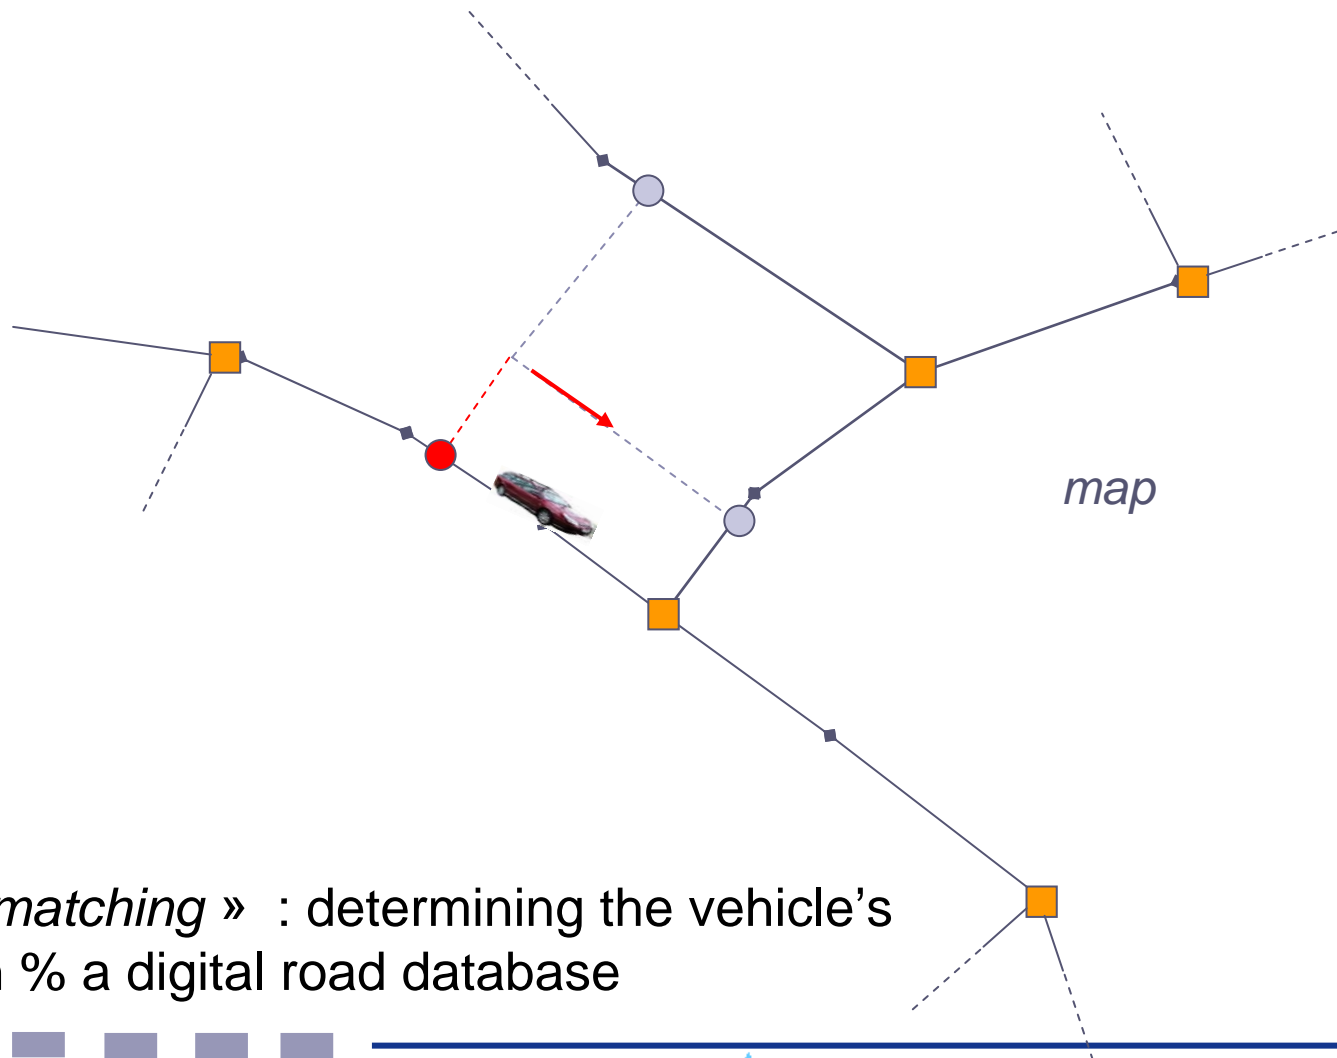 map
matching » : determining the vehicle's
% a digital road database